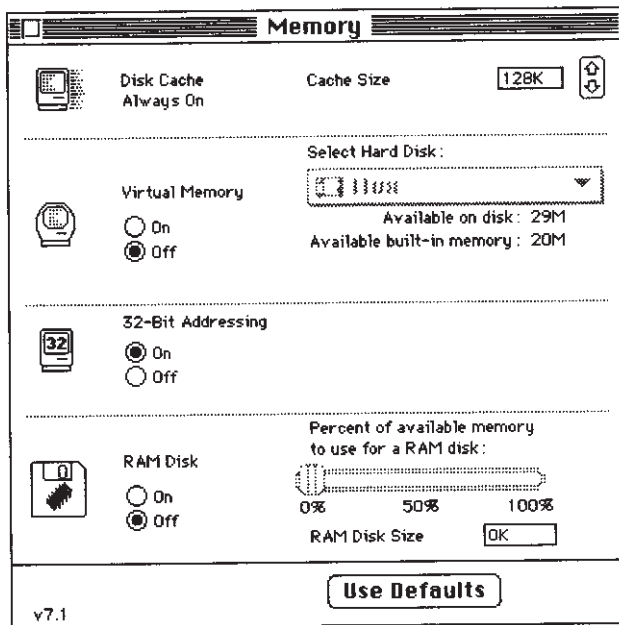 Memory
Disk Cache
Always On
Cache Size
128K
Select Hard Disk:
Virtual Memory
On
Off
Available on disk: 29M
Available built-in memory: 20M
32
32-Bit Addressing
On
Off
Percent of available memory
to use for a RAM disk:
RAM Disk
On
Off
0% 50% 100%
RAM Disk Size
0K
Use Defaults
v7.1